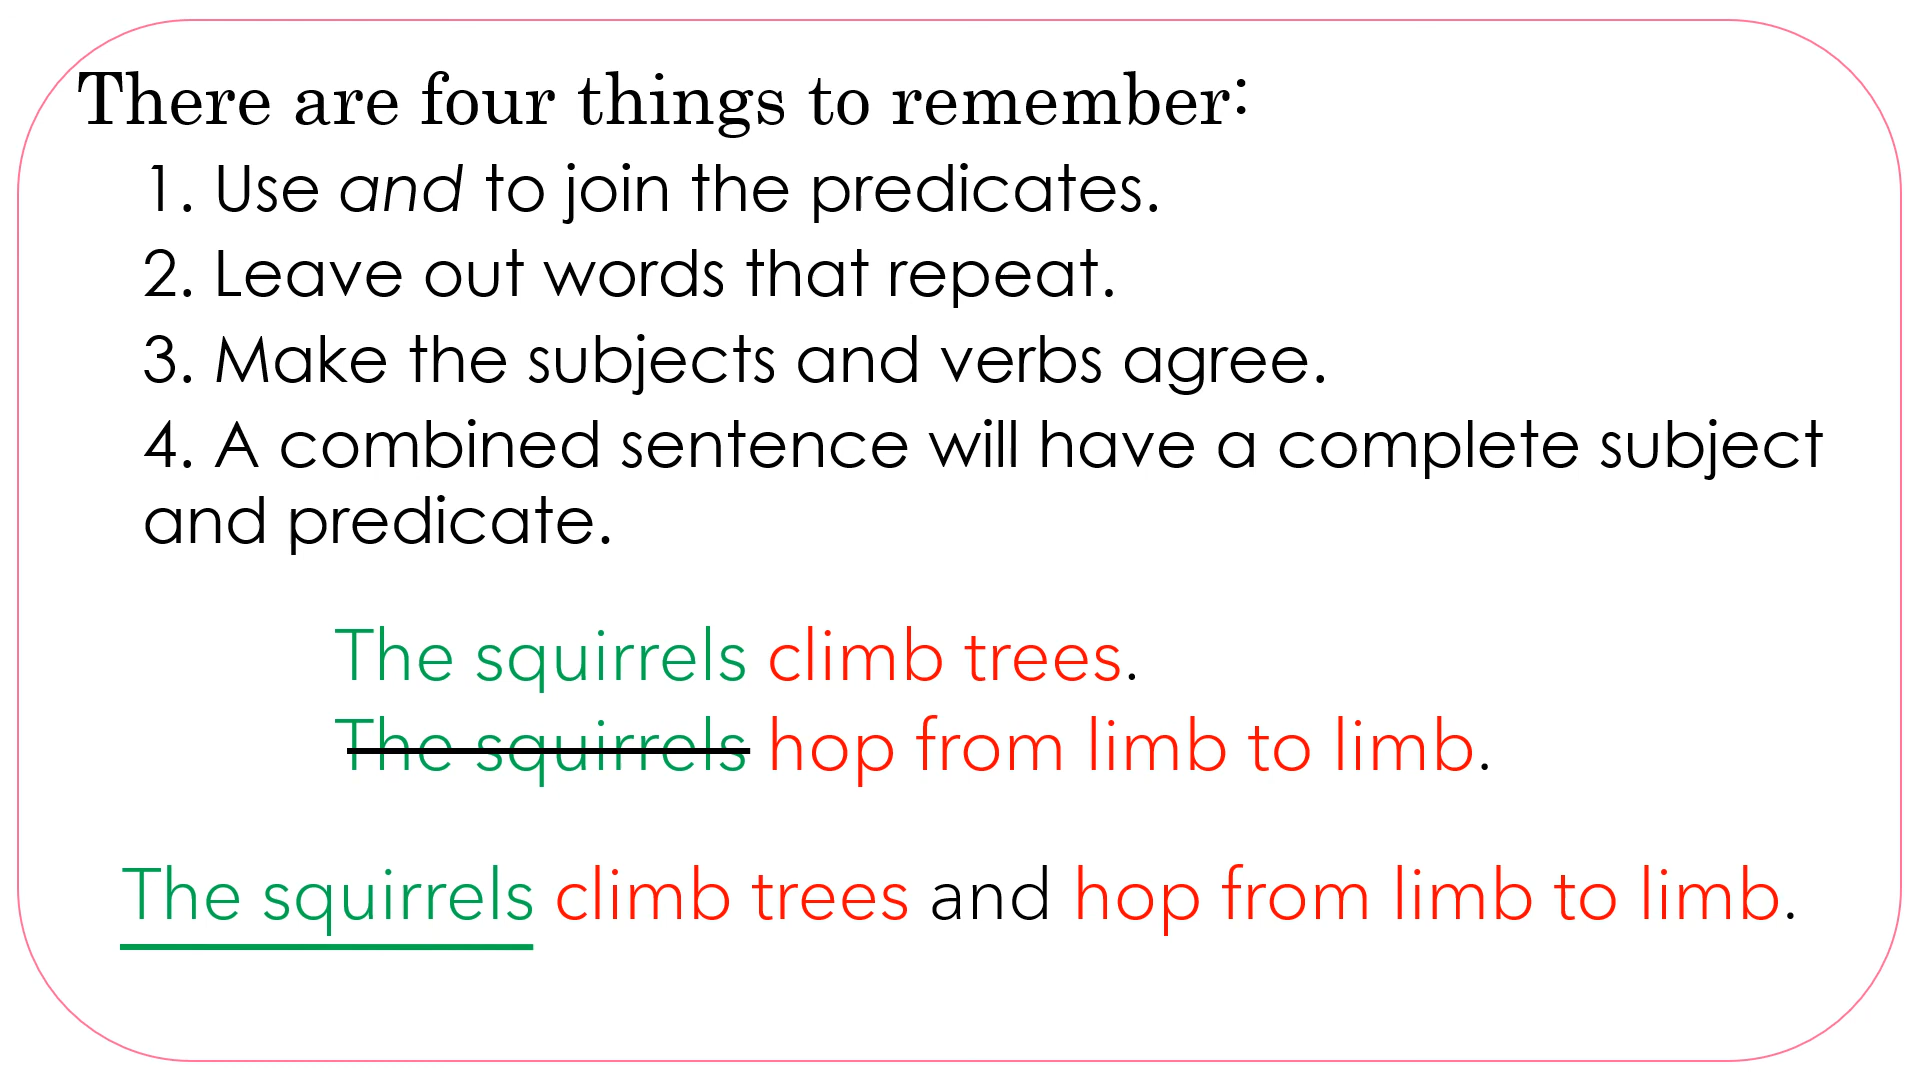 There are four things to remember:
1. Use and to join the predicates.
2. Leave out words that repeat.
3. Make the subjects and verbs agree.
4. A combined sentence will have a complete subject
and predicate.
The squirrels climb trees.
The squirrels hop from limb to limb.
The squirrels climb trees and hop from limb to limb.